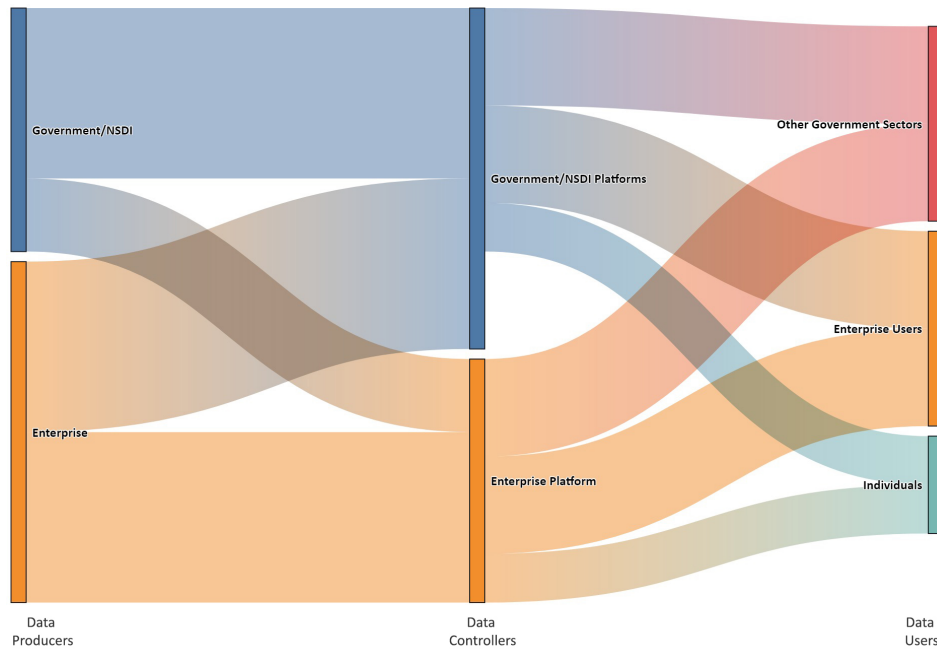 Government/NSDI
Enterprise
Government/NSDI Platforms
Enterprise Platform
Other Government Sectors
Enterprise Users
Individuals
Data
Producers
Data
Controllers
Data
Users